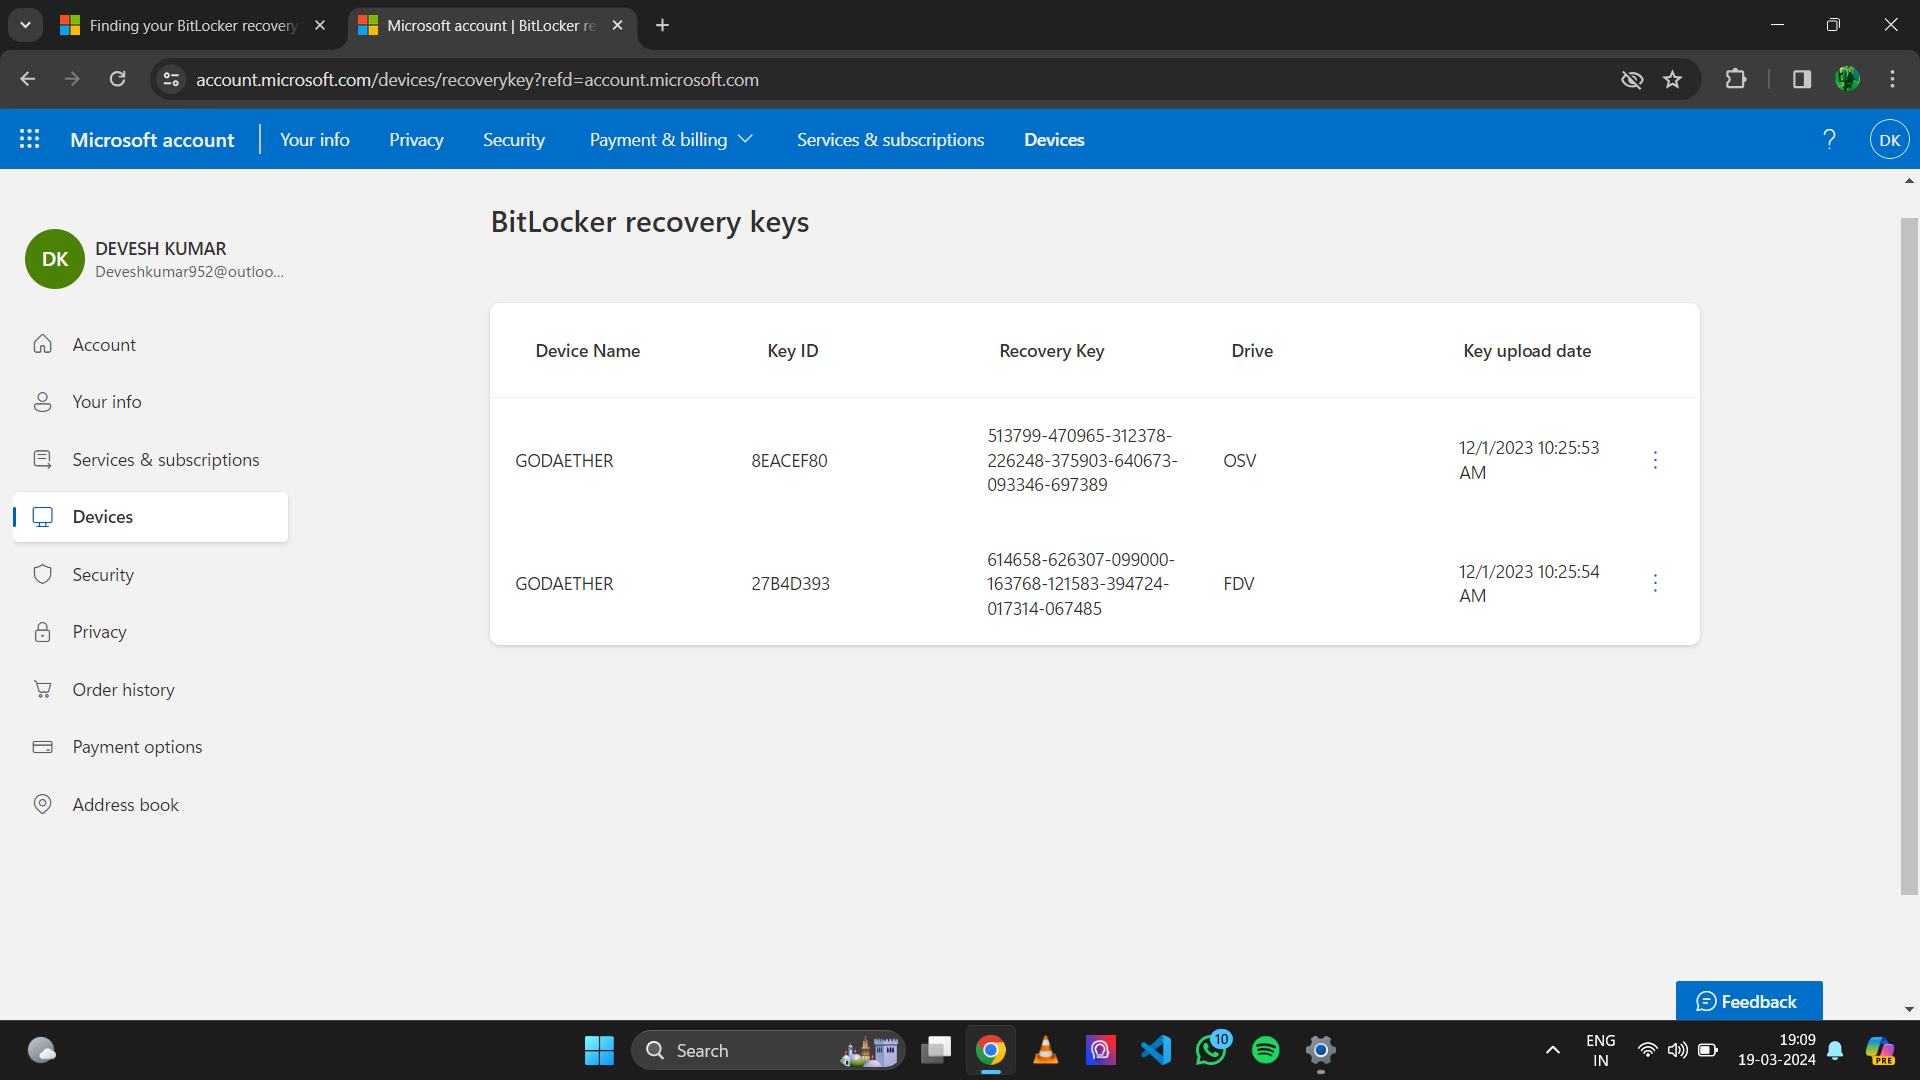 Finding your BitLocker recovery
Microsoft account | BitLocker re
account.microsoft.com/devices/recoverykey?refd=account.microsoft.com
Microsoft account
Your info
Privacy
Security
Payment & billing
Services & subscriptions
Devices
?
DK
DK
DEVESH KUMAR
Deveshkumar952@outloo...
Account
Your info
Services & subscriptions
Devices
Security
Privacy
Order history
Payment options
Address book
BitLocker recovery keys
Device Name Key ID Recovery Key Drive Key upload date
GODAETHER
8EACEF80
513799-470965-312378-
226248-375903-640673-
093346-697389
OSV
12/1/2023 10:25:53
AM
GODAETHER
27B4D393
614658-626307-099000-
163768-121583-394724-
017314-067485
FDV
12/1/2023 10:25:54
AM
Feedback
Search
10
ENG
IN
19:09
19-03-2024
PRE